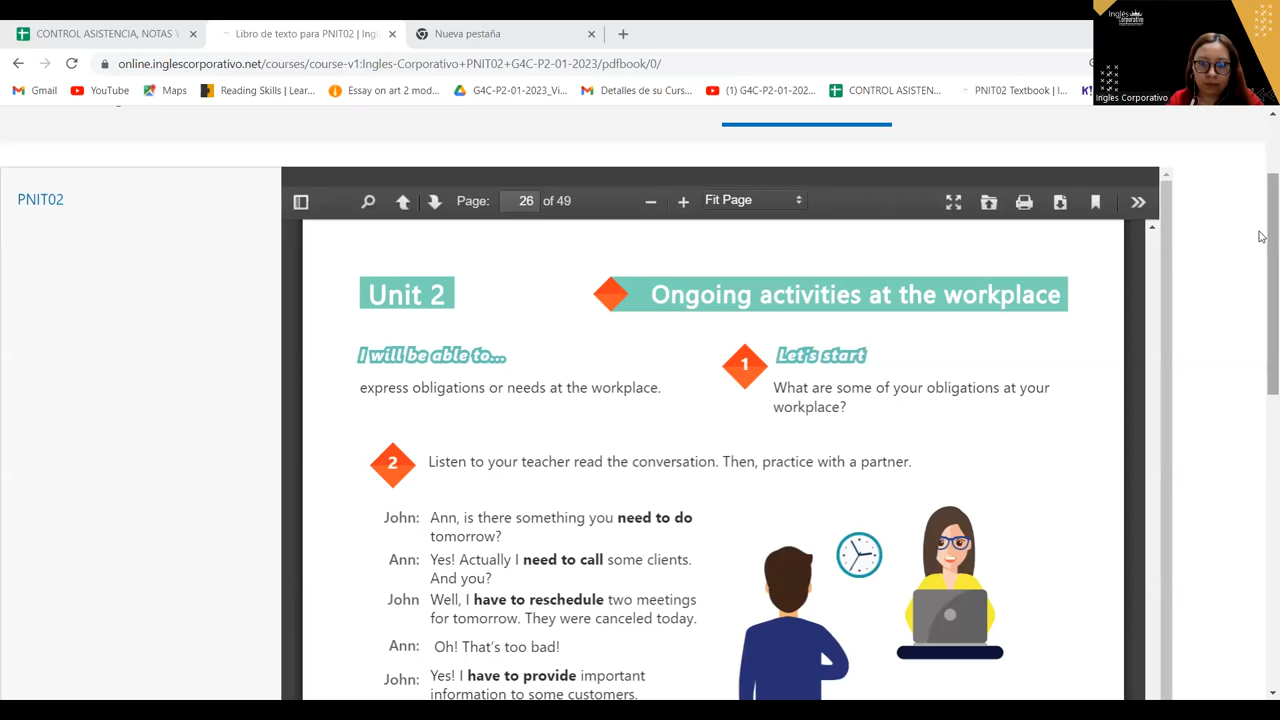 CONTROL ASISTENCIA, NOTAS Y
Libro de texto para PNIT02 | Ingl
Nueva pestaña
Inglés
Corporativo
online.inglescorporativo.net/courses/course-v1:Ingles-Corporativo+PNIT02+G4C-P2-01-2023/pdfbook/0/
Gmail
YouTube
Maps
Reading Skills | Lear...
Essay on art 2 mod...
G4C-P2-01-2023_Vi...
Detalles de su Curs...
(1) G4C-P2-01-202...
CONTROL ASISTEN...
PNIT02 Textbook | I...
Ingles Corporativo
PNIT02
Page: 26 of 49
Fit Page
Unit 2
Ongoing activities at the workplace
I will be able to...
express obligations or needs at the workplace.
1
Let's start
What are some of your obligations at your
workplace?
2
Listen to your teacher read the conversation. Then, practice with a partner.
John: Ann, is there something you need to do
tomorrow?
Ann: Yes! Actually I need to call some clients.
And you?
John Well, I have to reschedule two meetings
for tomorrow. They were canceled today.
Ann: Oh! That's too bad!
John: Yes! I have to provide important
information to some customers.